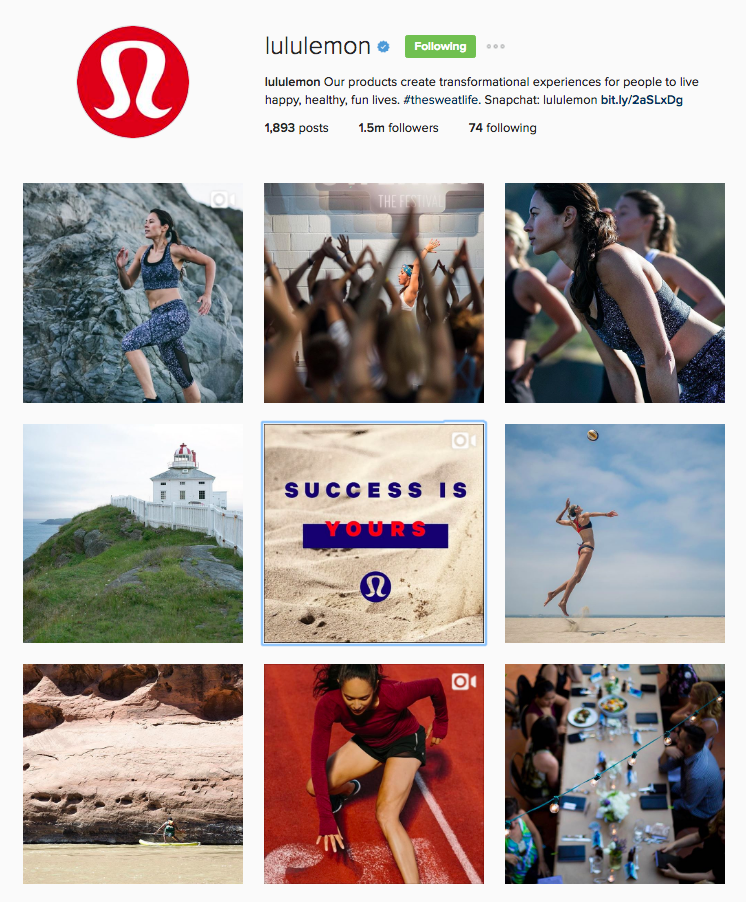 lululemon
Following
lululemon Our products create transformational experiences for people to live
happy, healthy, fun lives. #thesweatlife. Snapchat: lululemon bit.ly/2aSLxDg
1,893 posts 1.5m followers 74 following
THE FESTIVAL
SUCCESS IS
YOURS